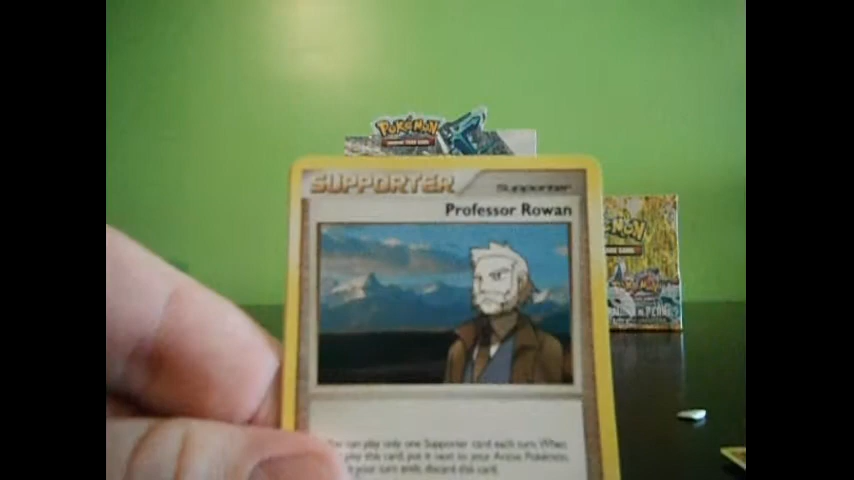 POKéMON
SUPPORTER
Supporter
Professor Rowan
You can play only one Supporter card each turn. When
play this card, put it next to your Active Pokémon.
your turn ends, discard this card.